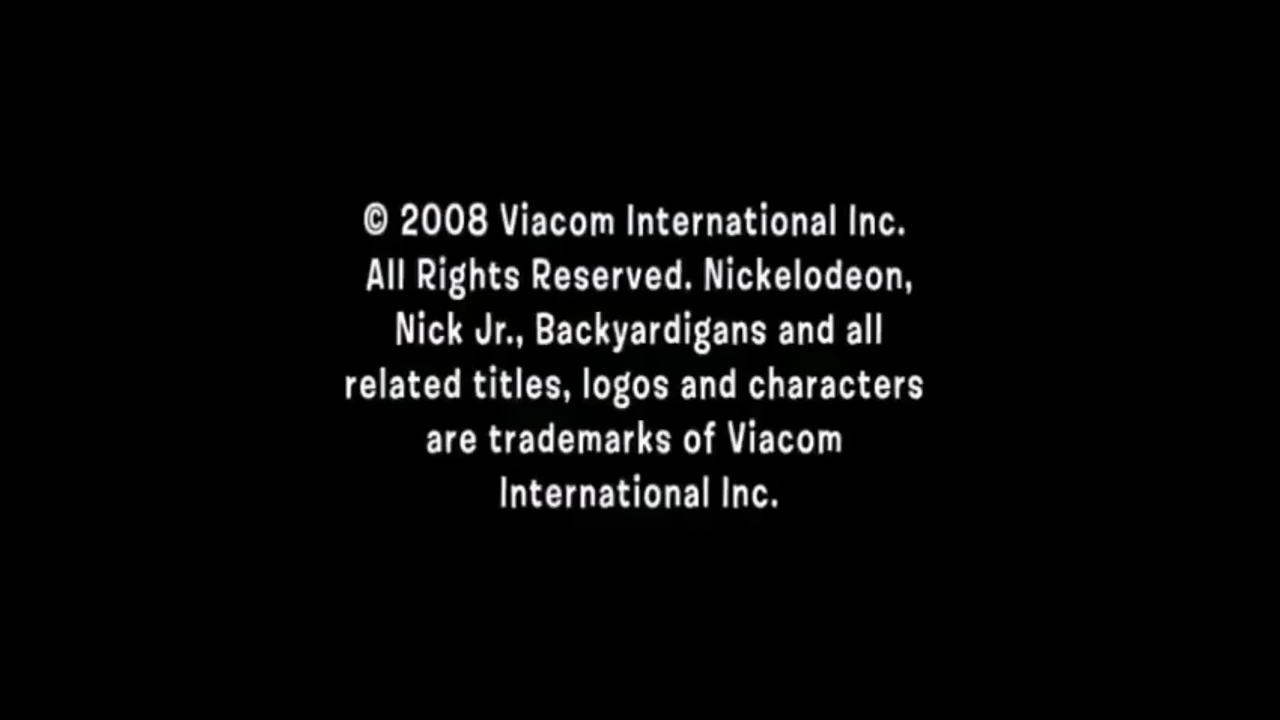 © 2008 Viacom International Inc.
All Rights Reserved. Nickelodeon,
Nick Jr., Backyardigans and all
related titles, logos and characters
are trademarks of Viacom
International Inc.